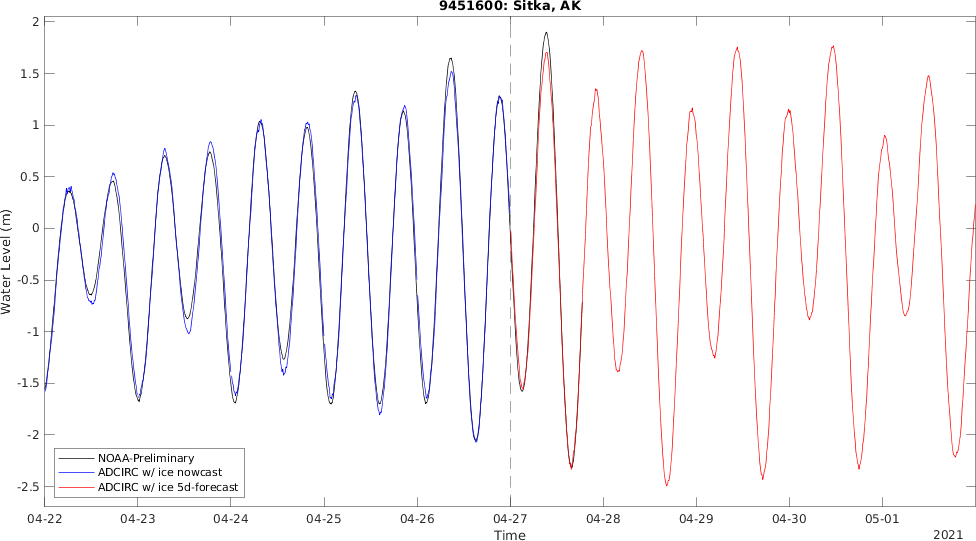 9451600: Sitka, AK
2
1.5
1
0.5
0
-0.5
-1
-1.5
-2
-2.5
Water Level (m)
NOAA-Preliminary
ADCIRC w/ ice nowcast
ADCIRC w/ ice 5d-forecast
04-22 04-23 04-24 04-25 04-26 04-27 04-28 04-29 04-30 05-01
Time
2021